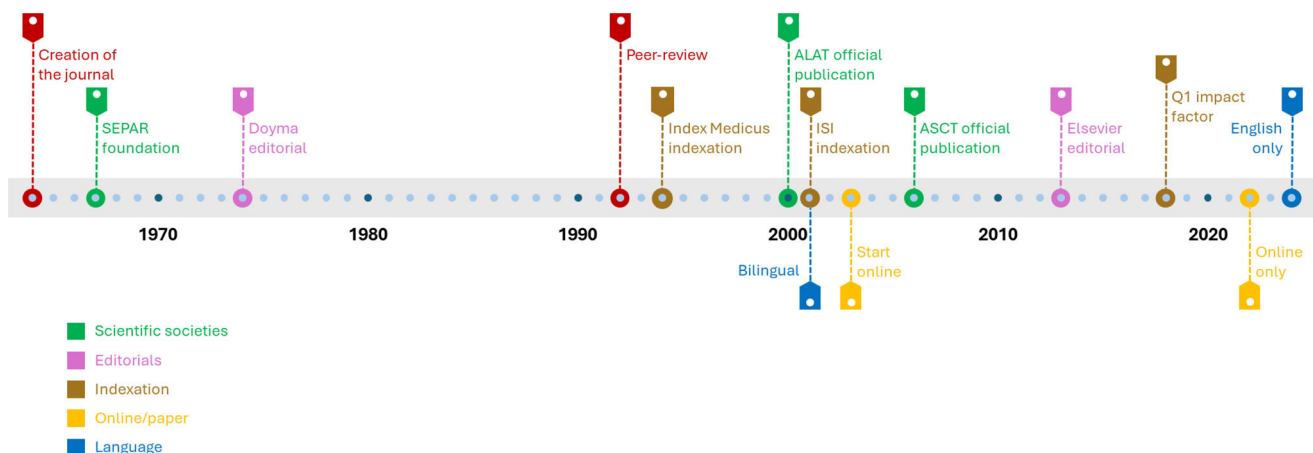 Creation of
the journal
SEPAR
foundation
Doyma
editorial
Peer-review
Index Medicus
indexation
ALAT official
publication
ISI
indexation
ASCT official
publication
Elsevier
editorial
Q1 impact
factor
English
only
1970
1980
1990
2000
2010
2020
Bilingual
Start
online
Online
only
Scientific societies
Editorials
Indexation
Online/paper
Language